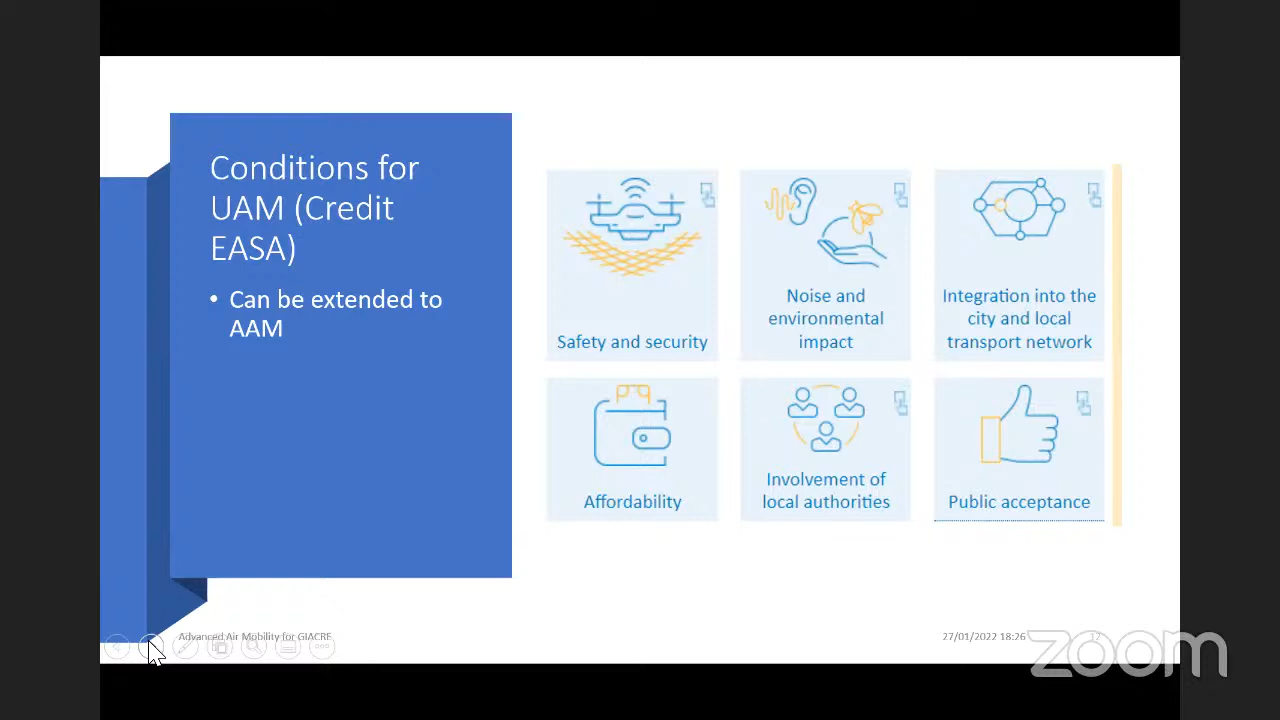 Conditions for
UAM (Credit
EASA)
• Can be extended to
AAM
Safety and security
Noise and
environmental
impact
Integration into the
city and local
transport network
Affordability
Involvement of
local authorities
Public acceptance
Advanced Air Mobility for GIACRE
27/01/2022 18:26
12
zoom